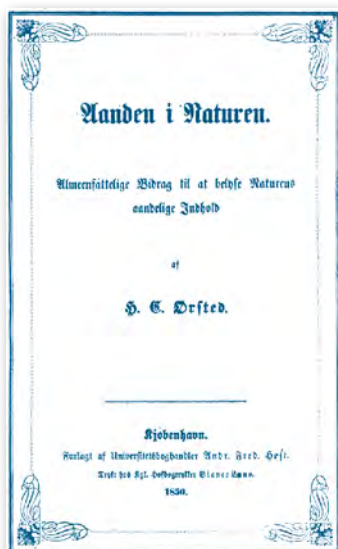 Aanden i Naturen.
Almeenfattelige Bidrag til at belyse Naturens
aandelige Indhold
af
H. C. Ørsted.
Kjøbenhavn.
Forlagt af Universitetsboghandler Andr. Fred. Høst.
Trykt hos Kgl. Hofbogtrykker Bianco Luno.
1850.